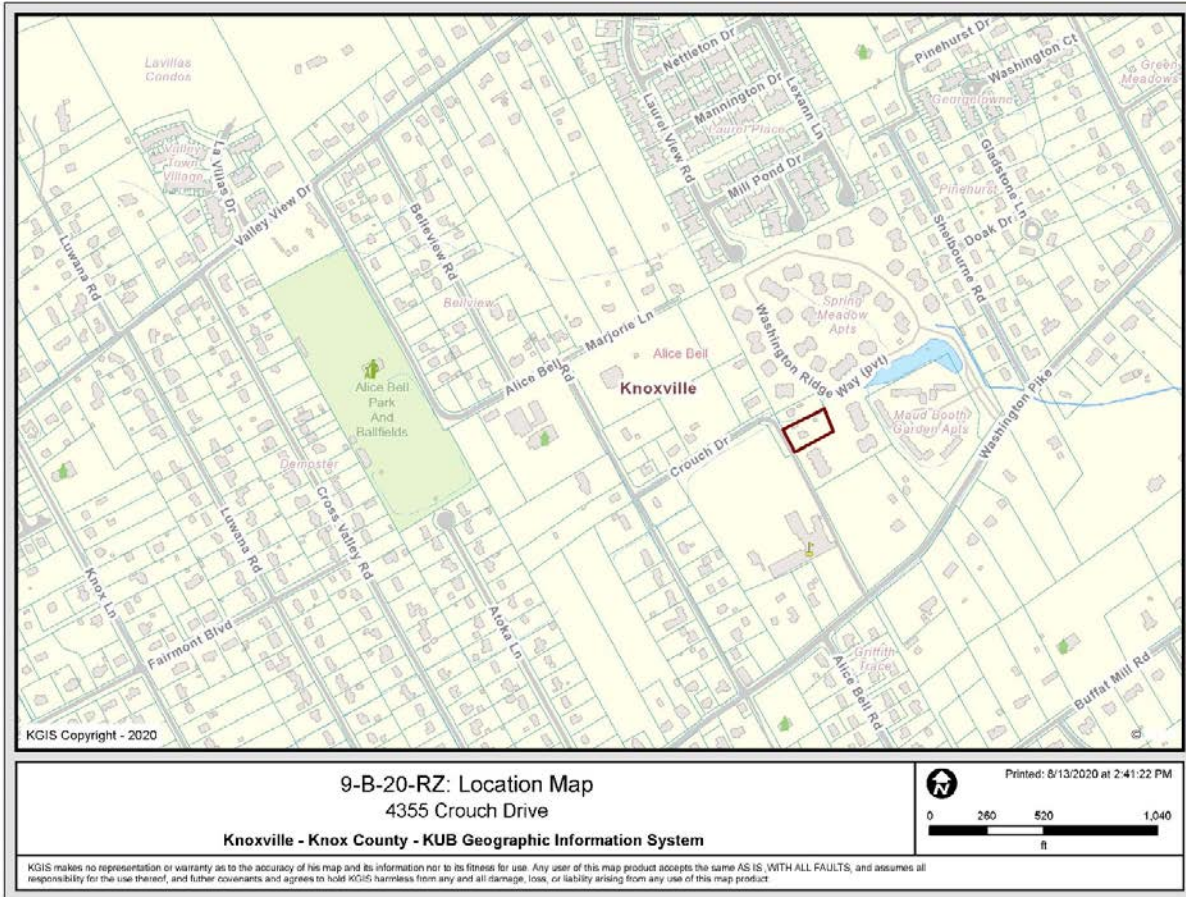 Lavillas
Condos
Valley
Town
Village
La Villas Dr
Valley View Dr
Luwana Rd
Belleview Rd
Bellview
Nettleton Dr
Mannington Dr
Laurel Place
Lexann Ln
Laurel View Rd
Mill Pond Dr
Pinehurst Dr
Washington Ct
Green
Meadows
Georgetowne
Gladstone Ln
Pinehurst
Doak Dr
Shelbourne Rd
Spring
Meadow
Apts
Washington Ridge Way (pvt)
Maud Booth
Garden Apts
Washington Pike
Marjorie Ln
Alice Bell
Alice Bell Rd
Knoxville
Crouch Dr
Alice Bell
Park
And
Ballfields
Dempster
Cross Valley Rd
Luwana Rd
Knox Ln
Fairmont Blvd
Atoka Ln
Griffith
Trace
Alice Bell Rd
Buffat Mill Rd
KGIS Copyright - 2020
©
9-B-20-RZ: Location Map
4355 Crouch Drive
Knoxville - Knox County - KUB Geographic Information System
N
Printed: 8/13/2020 at 2:41:22 PM
0 260 520 1,040
ft
KGIS makes no representation or warranty as to the accuracy of his map and its information nor to its fitness for use. Any user of this map product accepts the same AS IS ,WITH ALL FAULTS, and assumes all
responsibility for the use thereof, and futher covenants and agrees to hold KGIS harmless from any and all damage, loss, or liability arising from any use of this map product.